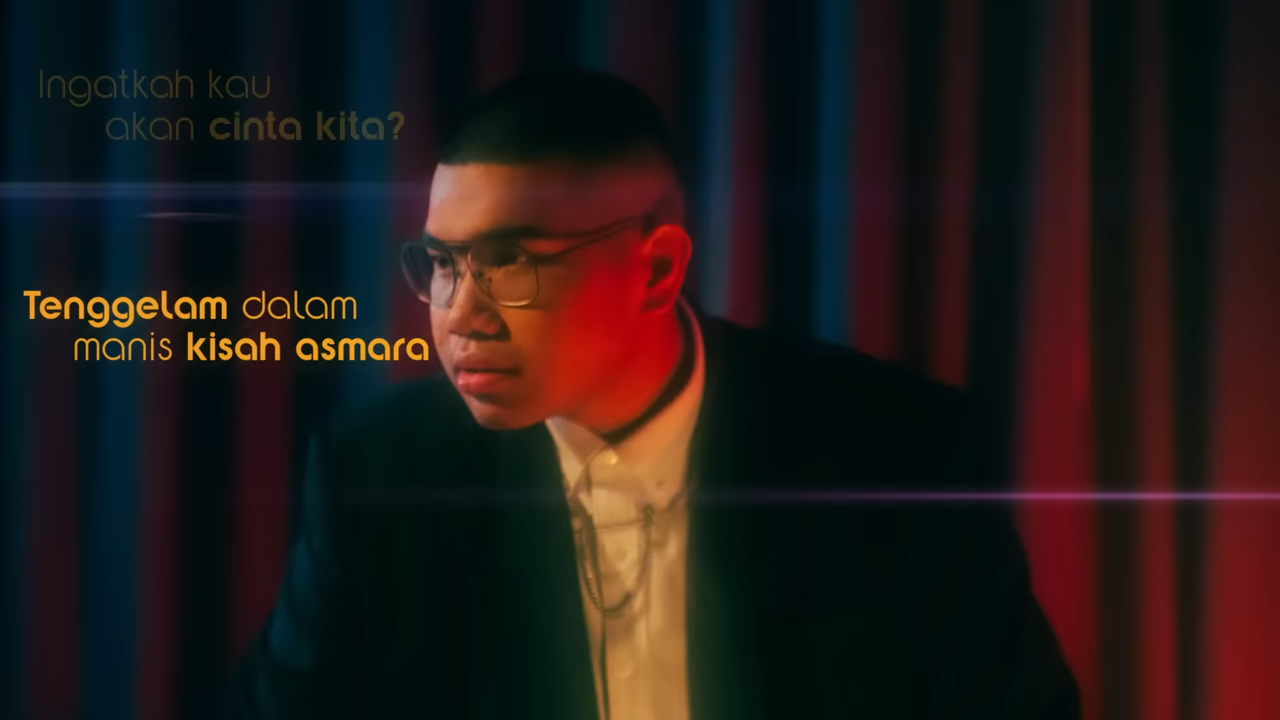 Ingatkah kau
akan cinta kita?
Tenggelam dalam
manis kisah asmara